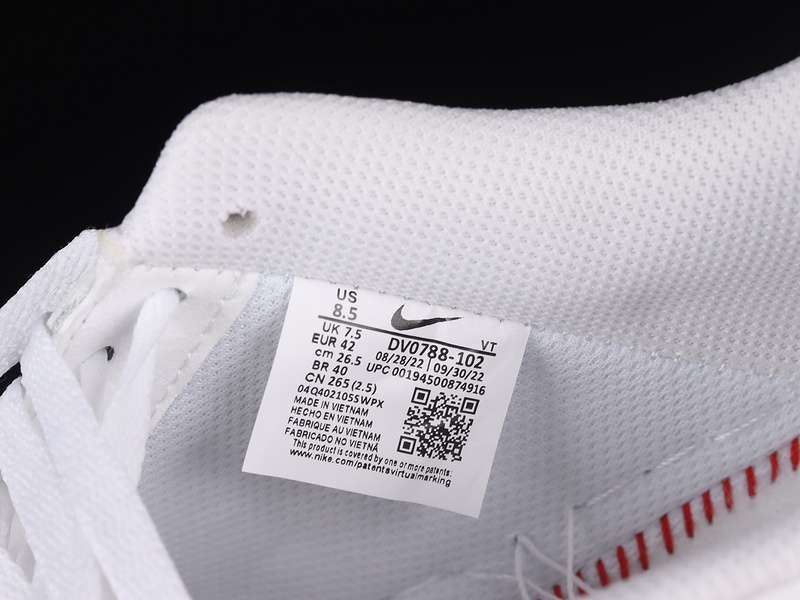 US
8.5
VT
UK 7.5
DV0788-102
EUR 42
08/28/22 | 09/30/22
cm 26.5
UPC 00194500874916
BR 40
CN 265 (2.5)
04Q402105SWPX
MADE IN VIETNAM
HECHO EN VIETNAM
FABRIQUE AU VIETNAM
FABRICADO NO VIETNÃ
This product is covered by one or more patents.
www.nike.com/patentsvirtualmarking